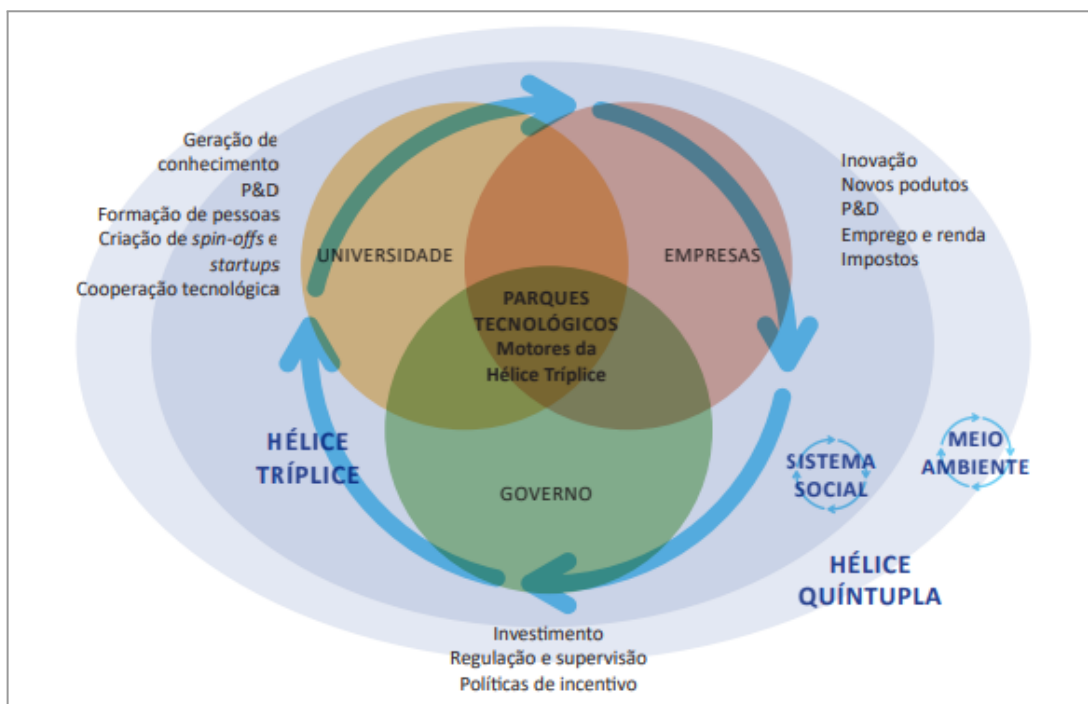 Geração de
conhecimento
P&D
Formação de pessoas
Criação de spin-offs e
startups
Cooperação tecnológica
UNIVERSIDADE
EMPRESAS
Inovação
Novos podutos
P&D
Emprego e renda
Impostos
PARQUES
TECNOLÓGICOS
Motores da
Hélice Tríplice
HÉLICE
TRÍPLICE
GOVERNO
SISTEMA
SOCIAL
MEIO
AMBIENTE
HÉLICE
QUÍNTUPLA
Investimento
Regulação e supervisão
Políticas de incentivo